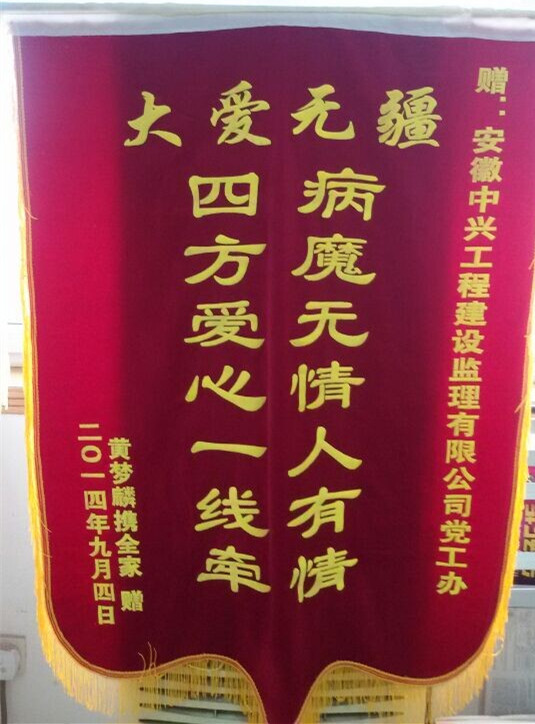 赠：安徽中兴工程建设监理有限公司党工办
大爱无疆
病魔无情人有情
四方爱心一线牵
黄梦麟携全家 赠
二〇一四年九月四日